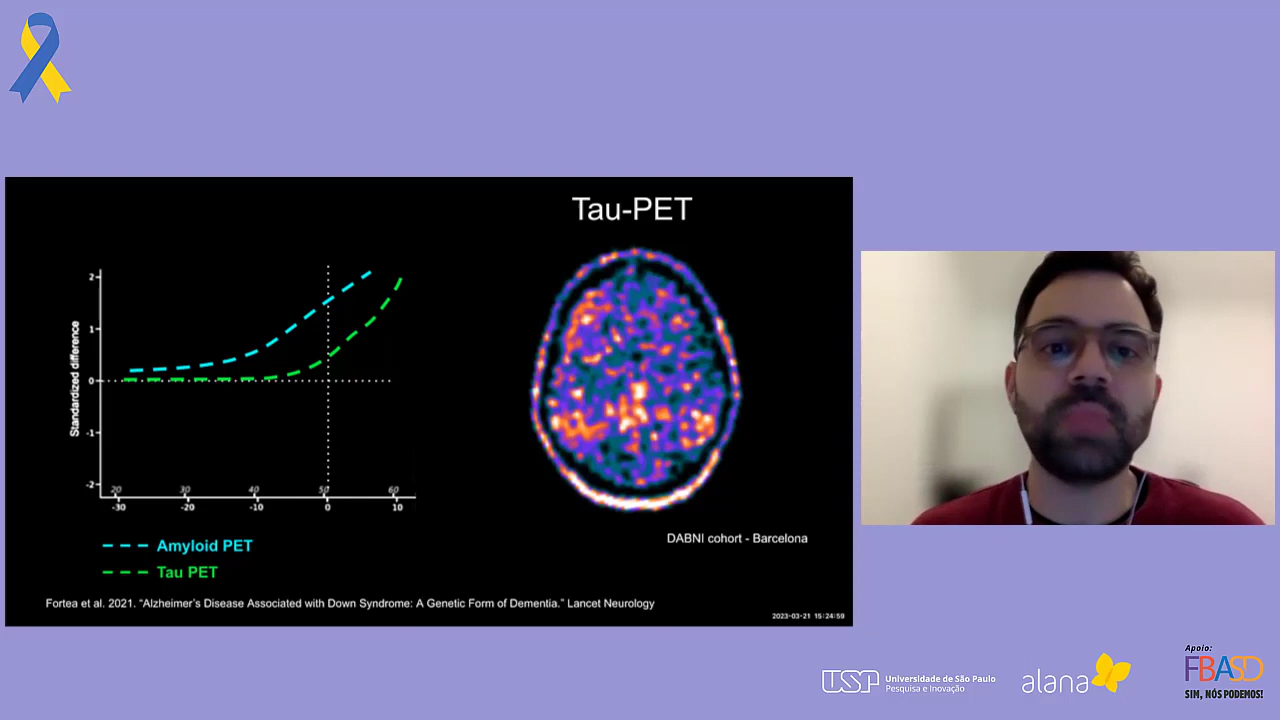 Tau-PET
Standardized difference
2
1
0
-1
-2
20 30 40 50 60
-30 -20 -10 0 10
Amyloid PET
Tau PET
DABNI cohort - Barcelona
Fortea et al. 2021. “Alzheimer’s Disease Associated with Down Syndrome: A Genetic Form of Dementia.” Lancet Neurology
2023-03-21 15:24:59
USP Universidade de São Paulo
Pesquisa e Inovação
alana
Apoio:
FBASD
SIM, NÓS PODEMOS!